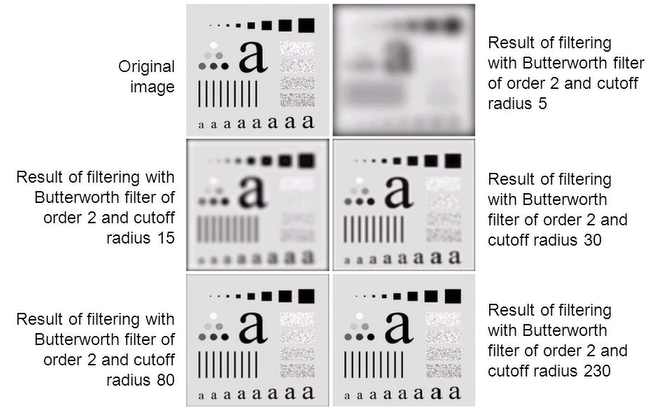 Original
image
a
a a a a a a a a
a
a a a a a a a a
Result of filtering
with Butterworth filter
of order 2 and cutoff
radius 5
Result of filtering with
Butterworth filter of
order 2 and cutoff
radius 15
a
a a a a a a a a
a
a a a a a a a a
Result of filtering
with Butterworth
filter of order 2 and
cutoff radius 30
Result of filtering with
Butterworth filter of
order 2 and cutoff
radius 80
a
a a a a a a a a
a
a a a a a a a a
Result of filtering
with Butterworth
filter of order 2 and
cutoff radius 230